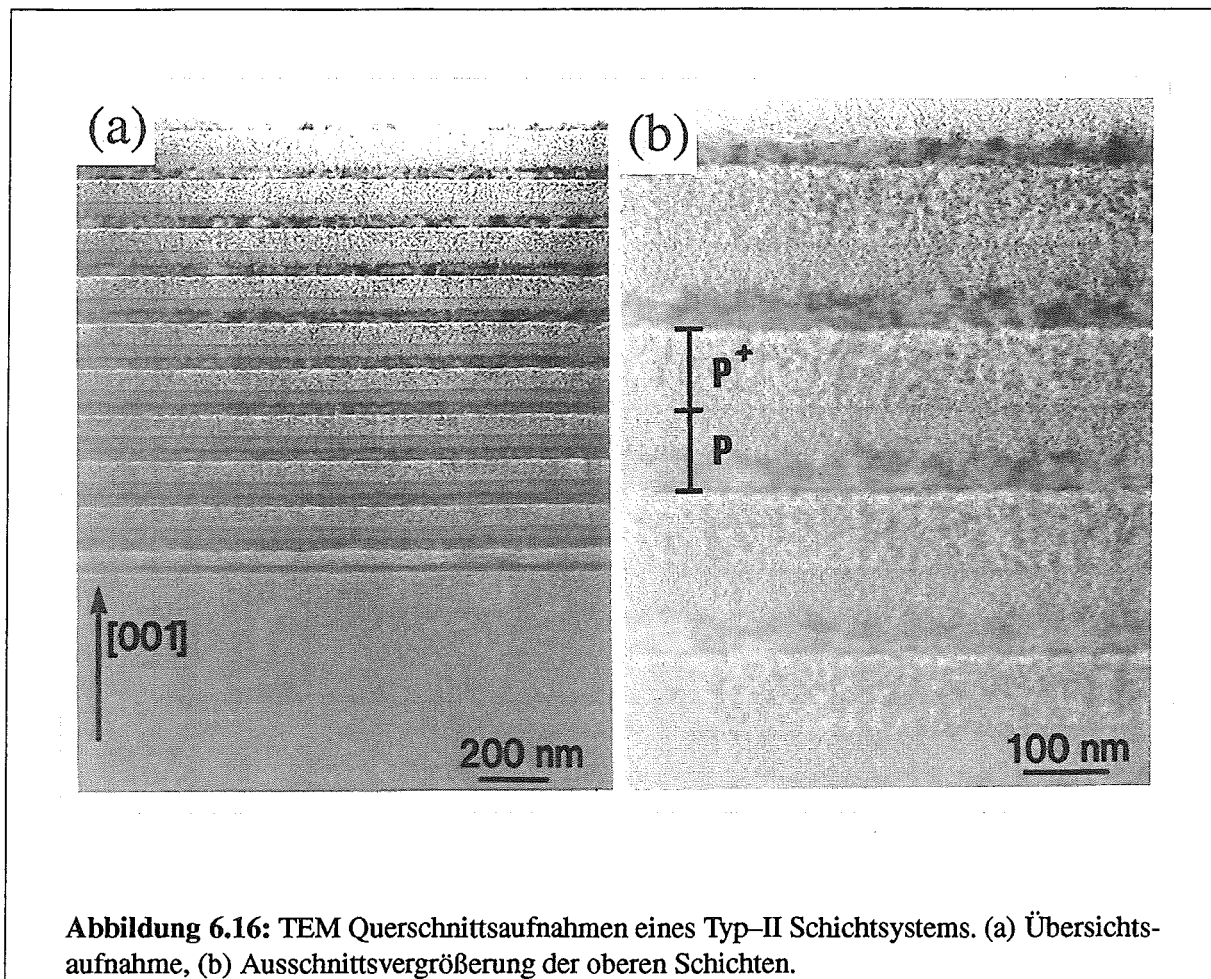 (a)
(b)
P+
P
[001]
200 nm
100 nm
Abbildung 6.16: TEM Querschnittsaufnahmen eines Typ–II Schichtsystems. (a) Übersichts-
aufnahme, (b) Ausschnittsvergrößerung der oberen Schichten.